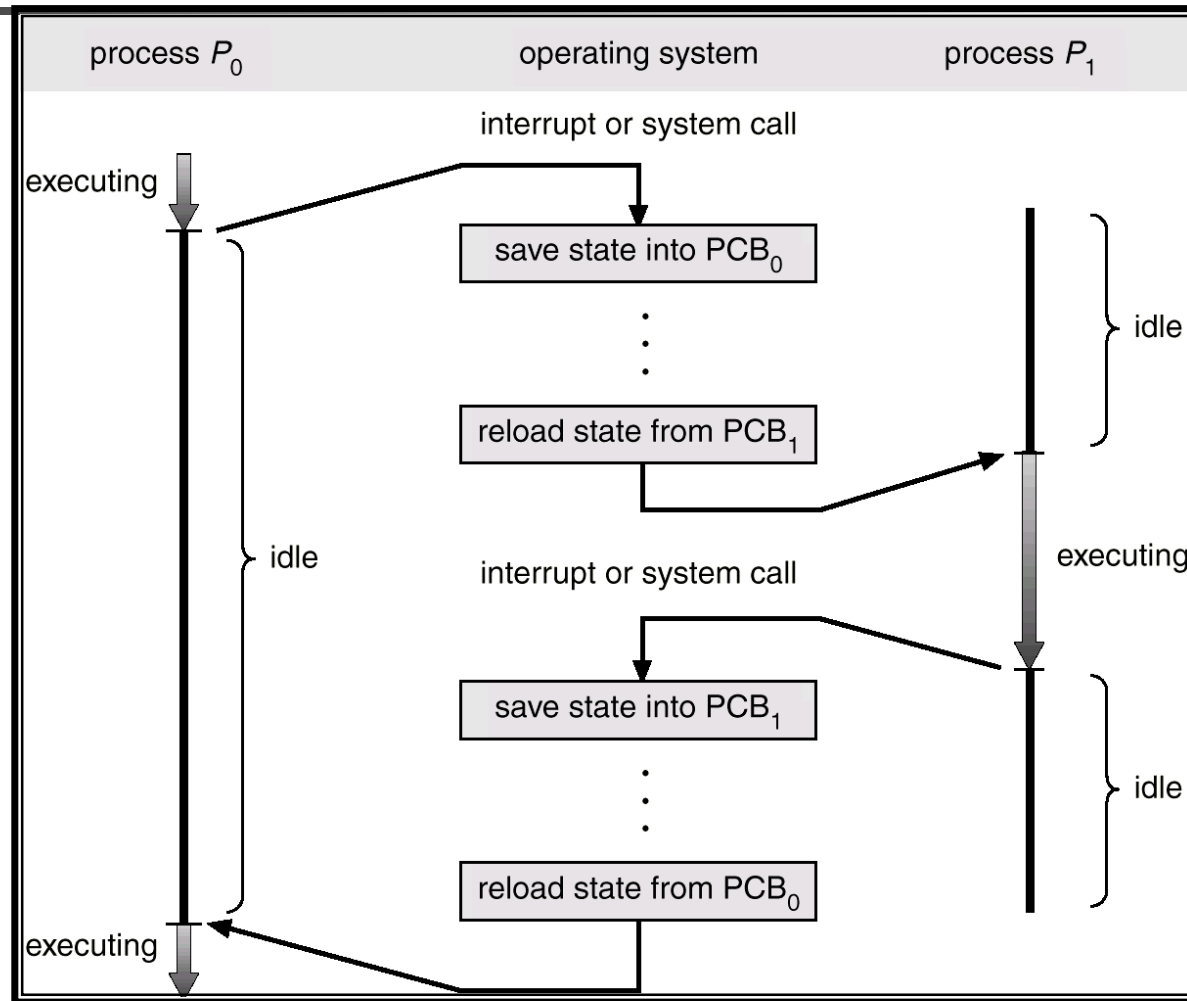 process P0 operating system process P1
interrupt or system call
executing
save state into PCB0
idle
reload state from PCB1
idle
interrupt or system call
executing
save state into PCB1
idle
reload state from PCB0
executing